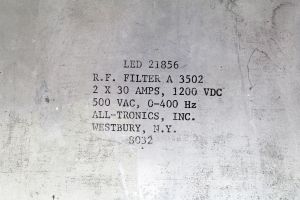 LED 21856
R.F. FILTER A 3502
2 X 30 AMPS, 1200 VDC
500 VAC, 0-400 Hz
ALL-TRONICS, INC.
WESTBURY, N.Y.
8032